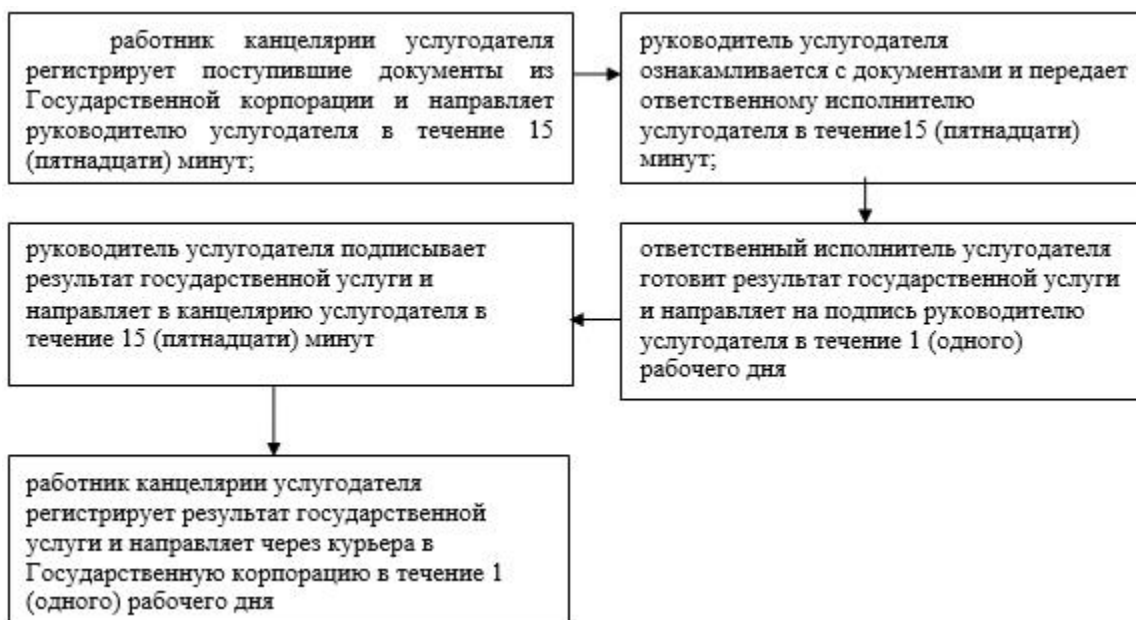 работник канцелярии услугодателя
регистрирует поступившие документы из
Государственной корпорации и направляет
руководителю услугодателя в течение 15
(пятнадцати) минут;
руководитель услугодателя
ознакамливается с документами и передает
ответственному исполнителю
услугодателя в течение15 (пятнадцати)
минут;
ответственный исполнитель услугодателя
готовит результат государственной услуги
и направляет на подпись руководителю
услугодателя в течение 1 (одного)
рабочего дня
руководитель услугодателя подписывает
результат государственной услуги и
направляет в канцелярию услугодателя в
течение 15 (пятнадцати) минут
работник канцелярии услугодателя
регистрирует результат государственной
услуги и направляет через курьера в
Государственную корпорацию в течение 1
(одного) рабочего дня